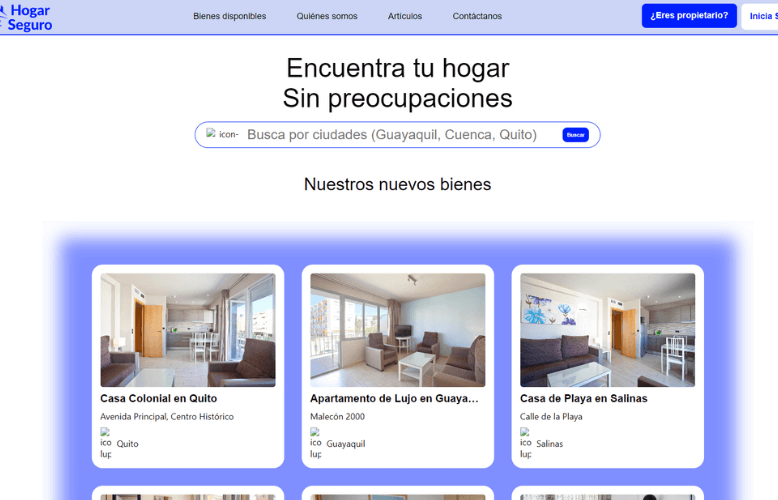 Hogar
Seguro
Bienes disponibles
Quiénes somos
Artículos
Contáctanos
¿Eres propietario?
Inicia S
Encuentra tu hogar
Sin preocupaciones
icon-
Busca por ciudades (Guayaquil, Cuenca, Quito)
Buscar
Nuestros nuevos bienes
Casa Colonial en Quito
Avenida Principal, Centro Histórico
ico
lup
Quito
Apartamento de Lujo en Guaya...
Malecón 2000
ico
lup
Guayaquil
Casa de Playa en Salinas
Calle de la Playa
ico
lup
Salinas